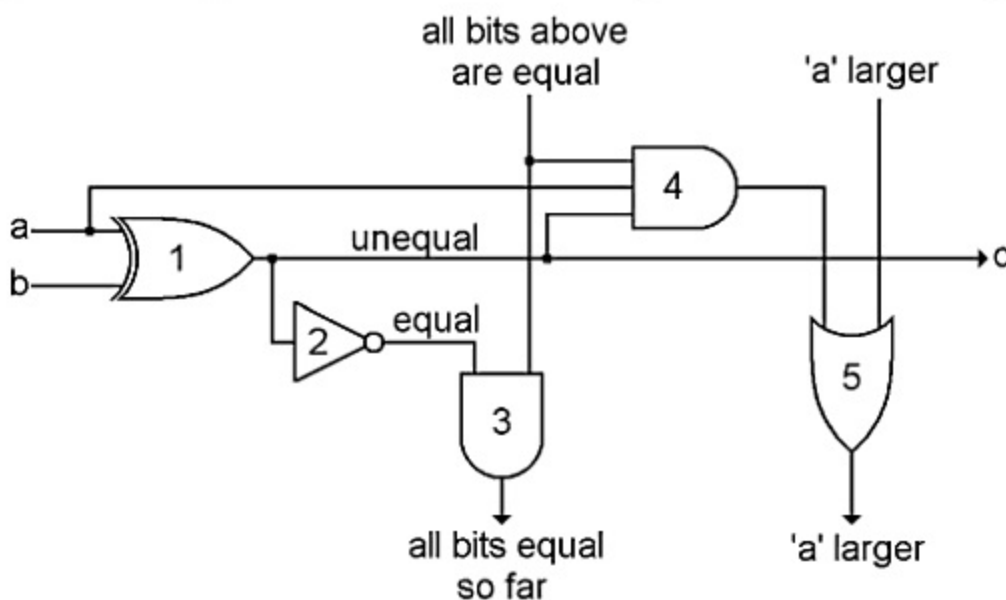 all bits above
are equal
'a' larger
4
a
unequal
1
b
equal
2
5
3
all bits equal
so far
'a' larger